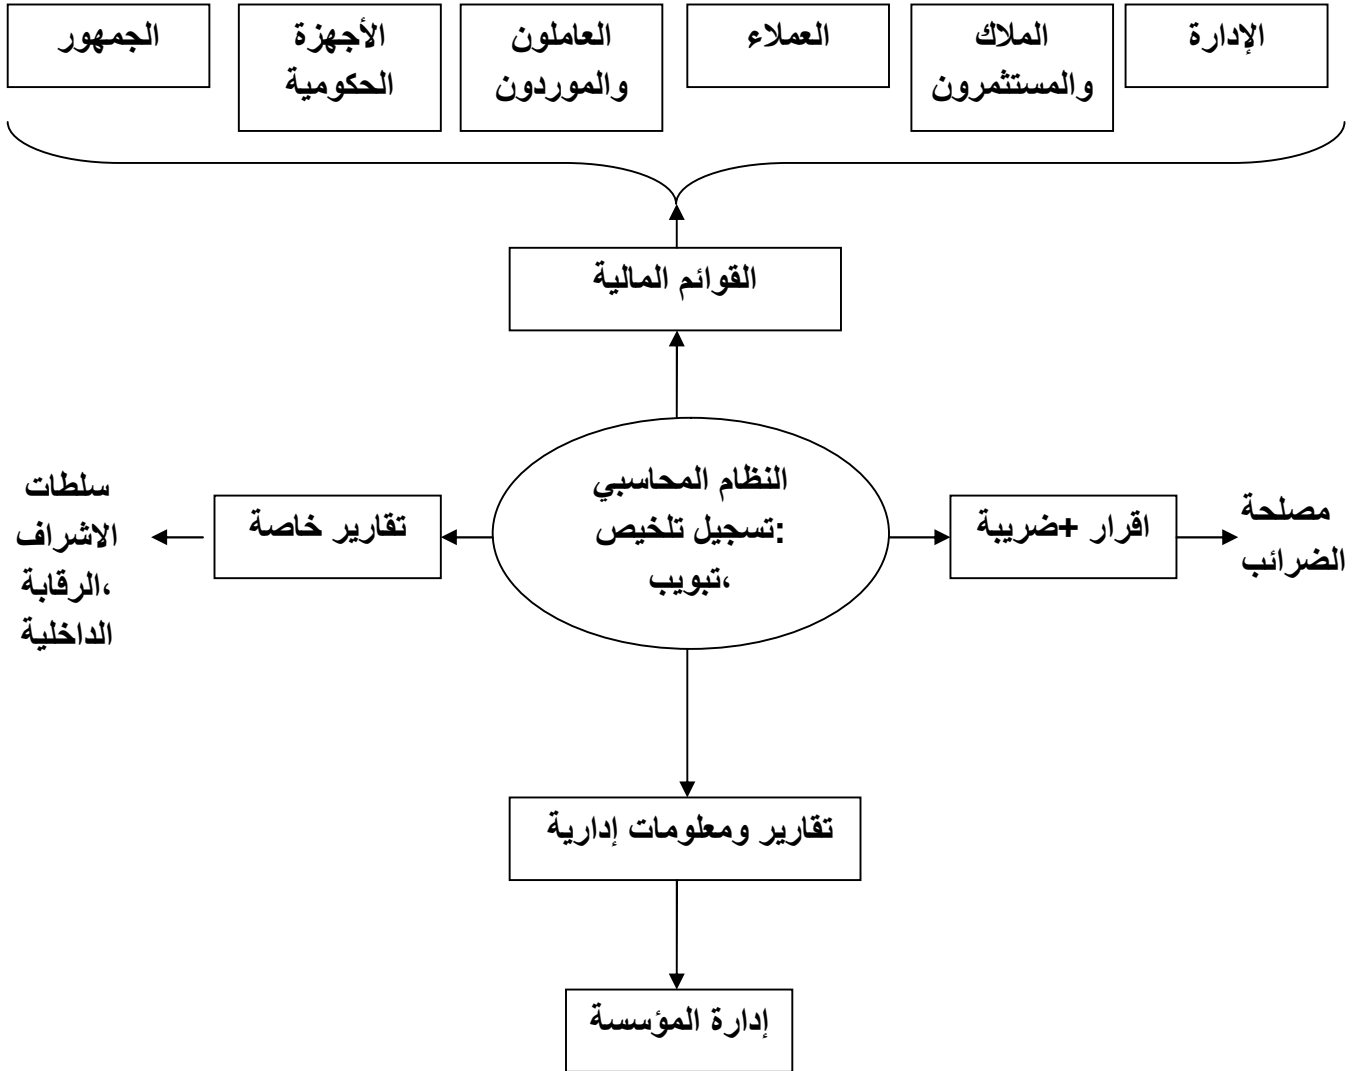 الإدارة
الملاك
والمستثمرون
العملاء
العاملون
والموردون
الأجهزة
الحكومية
الجمهور
القوائم المالية
النظام المحاسبي
:تسجيل تلخيص
،تبويب
اقرار +ضريبة
مصلحة
الضرائب
تقارير خاصة
سلطات
الاشراف
،الرقابة
الداخلية
تقارير ومعلومات إدارية
إدارة المؤسسة